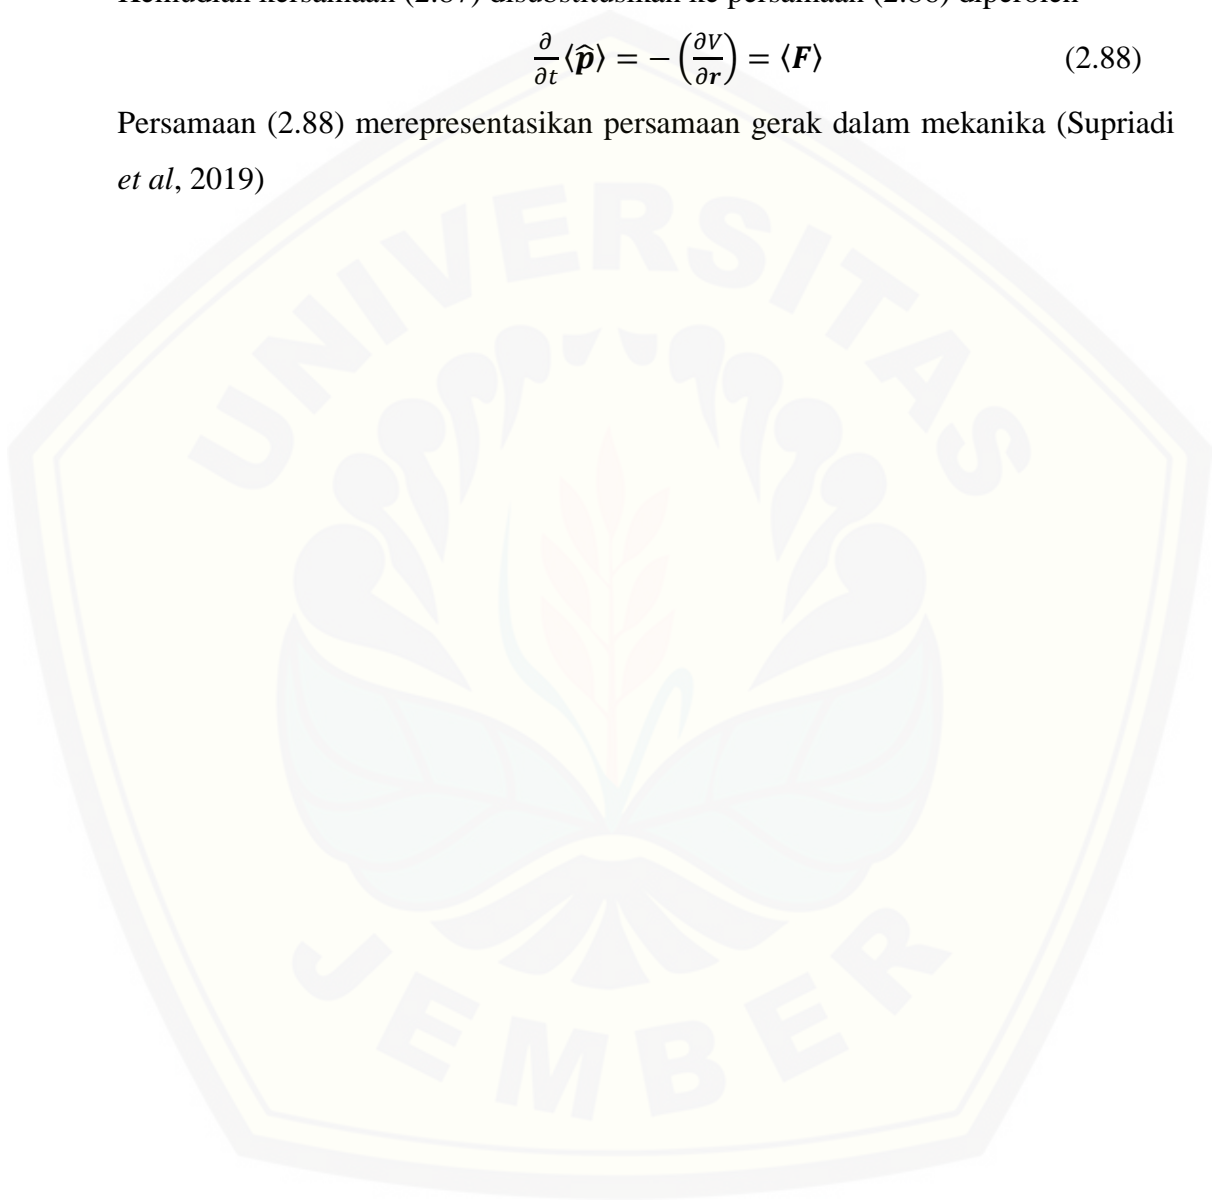 Kemudian kersamaan (2.87) disubstitusikan ke persamaan (2.86) diperoleh
∂/∂t ⟨p̂⟩ = − (∂V/∂r) = ⟨F⟩ (2.88)
Persamaan (2.88) merepresentasikan persamaan gerak dalam mekanika (Supriadi
et al, 2019)
UNIVERSITAS
JEMBER